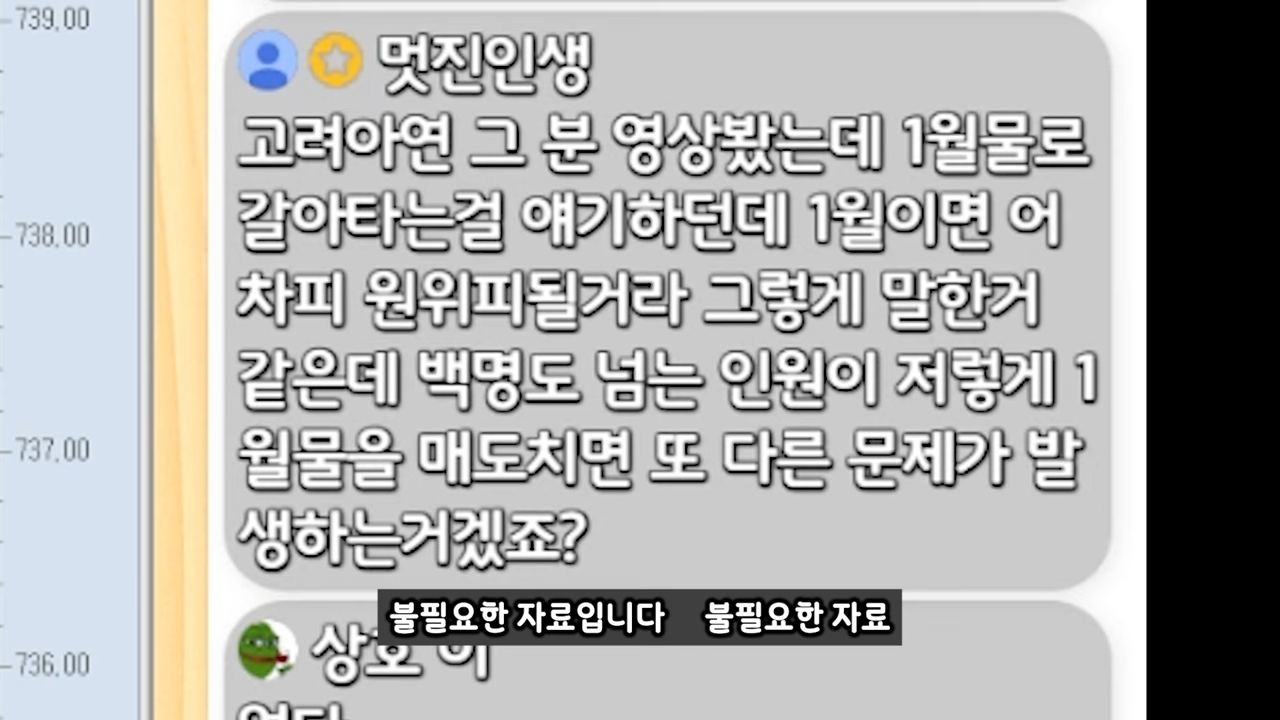 739.00
멋진인생
고려아연 그 분 영상봤는데 1월물로
갈아타는걸 얘기하던데 1월이면 어
738.00
차피 원위피될거라 그렇게 말한거
같은데 백명도 넘는 인원이 저렇게 1
737.00
월물을 매도치면 또 다른 문제가 발
생하는거겠죠?
불필요한 자료입니다 불필요한 자료
736.00
상호 이